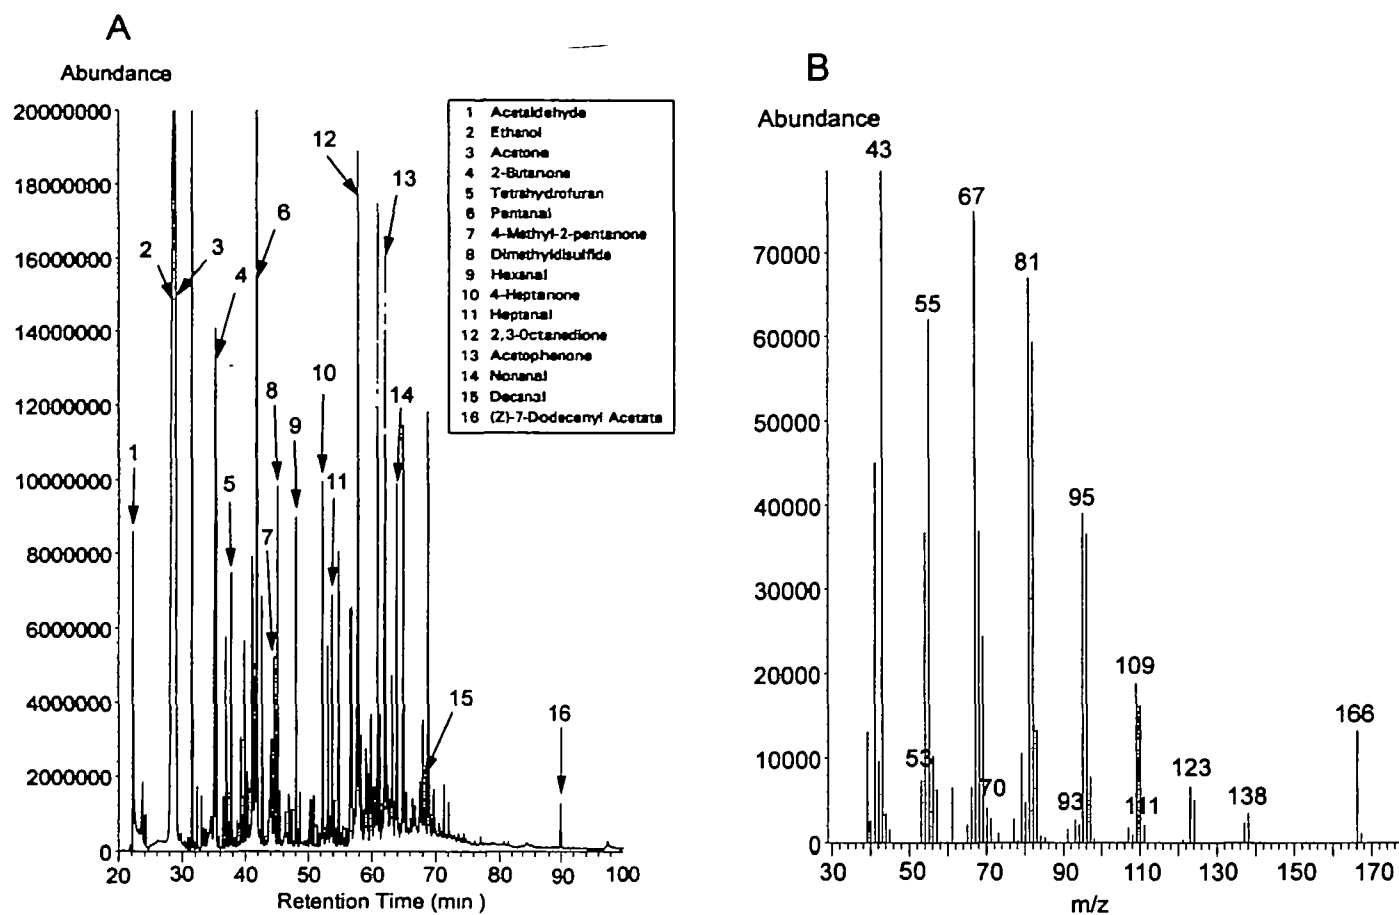 A
Abundance
20000000
18000000
16000000
14000000
12000000
10000000
8000000
6000000
4000000
2000000
0
20 30 40 50 60 70 80 90 100
Retention Time (min)
1
2
3
4
5
6
7
8
9
10
11
12
13
14
15
16
1 Acetaldehyde
2 Ethanol
3 Acetone
4 2-Butanone
5 Tetrahydrofuran
6 Pentanal
7 4-Methyl-2-pentanone
8 Dimethyldisulfide
9 Hexanal
10 4-Heptanone
11 Heptanal
12 2,3-Octanedione
13 Acetophenone
14 Nonanal
15 Decanal
16 (Z)-7-Dodecenyl Acetate
B
Abundance
70000
60000
50000
40000
30000
20000
10000
0
30 50 70 90 110 130 150 170
m/z
43
67
81
55
95
109
166
53
70
93
111
123
138